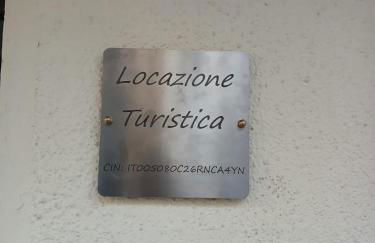 Locazione
Turistica
CIN: IT005080C26RNCA4YN